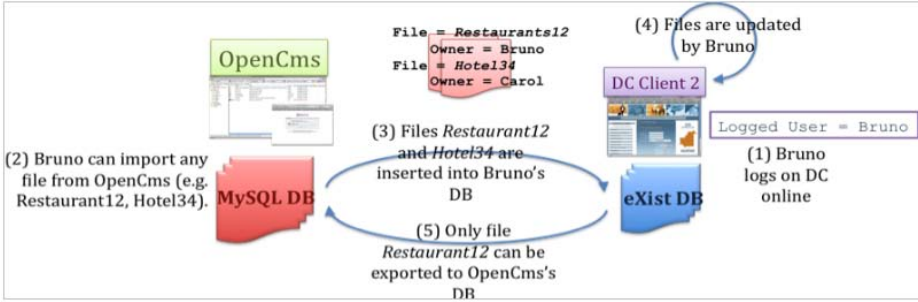 (4) Files are updated
by Bruno
File = Restaurants12
Owner = Bruno
File = Hotel34
Owner = Carol
OpenCms
DC Client 2
Logged User = Bruno
(1) Bruno
logs on DC
online
(2) Bruno can import any
file from OpenCms (e.g.
Restaurant12, Hotel34).
MySQL DB
(3) Files Restaurant12
and Hotel34 are
inserted into Bruno's
DB
eXist DB
(5) Only file
Restaurant12 can be
exported to OpenCms's
DB